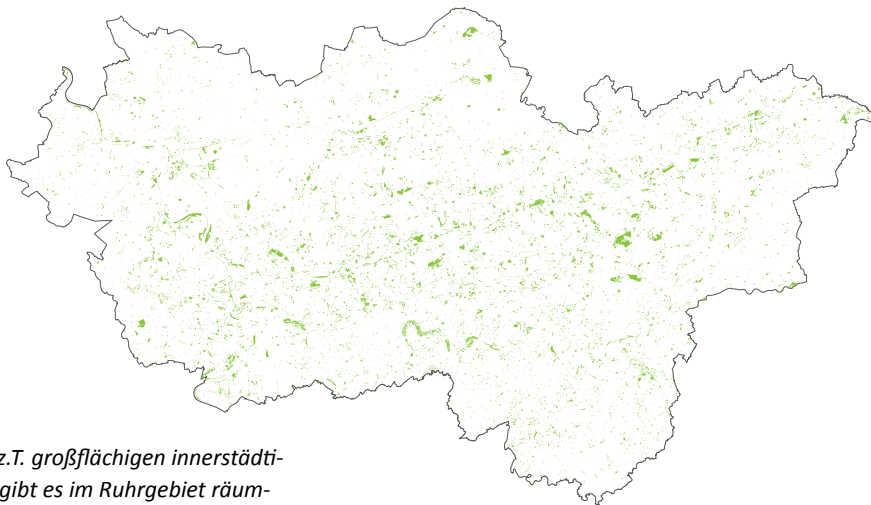 z.T. großflächigen innerstädti-
gibt es im Ruhrgebiet räum-